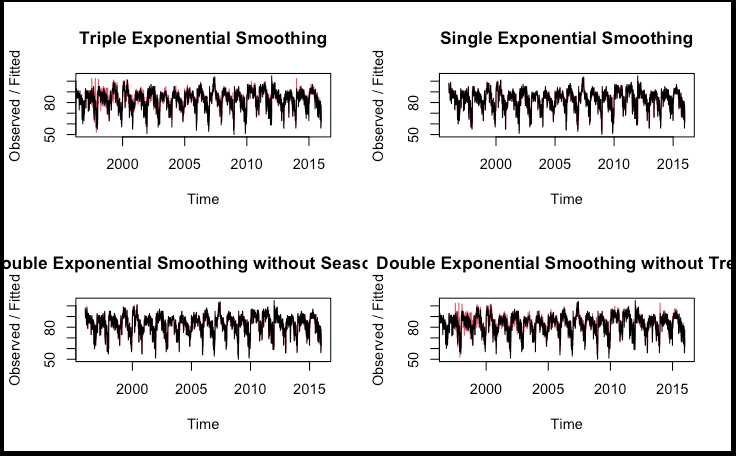 Triple Exponential Smoothing
Observed / Fitted
80
50
2000 2005 2010 2015
Time
Single Exponential Smoothing
Observed / Fitted
80
50
2000 2005 2010 2015
Time
ouble Exponential Smoothing without Seaso
Observed / Fitted
80
50
2000 2005 2010 2015
Time
Double Exponential Smoothing without Tre
Observed / Fitted
80
50
2000 2005 2010 2015
Time